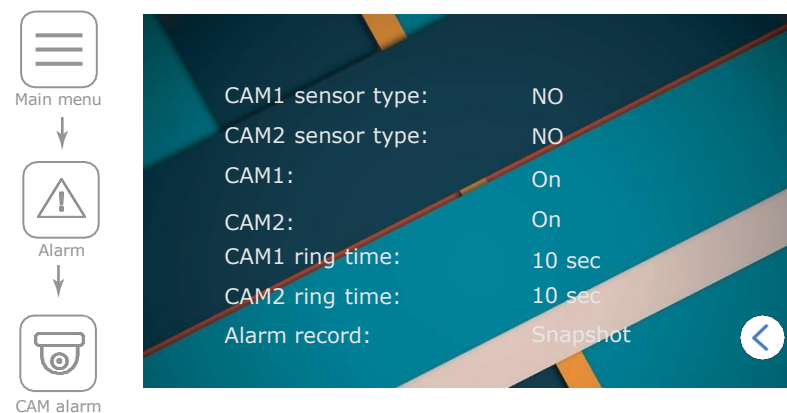 Main menu
Alarm
CAM alarm
CAM1 sensor type: NO
CAM2 sensor type: NO
CAM1: On
CAM2: On
CAM1 ring time: 10 sec
CAM2 ring time: 10 sec
Alarm record: Snapshot